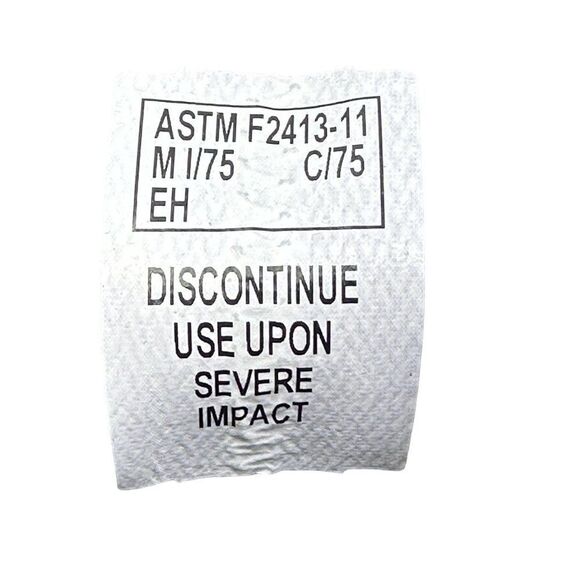 ASTM F2413-11
M I/75 C/75
EH
DISCONTINUE
USE UPON
SEVERE
IMPACT